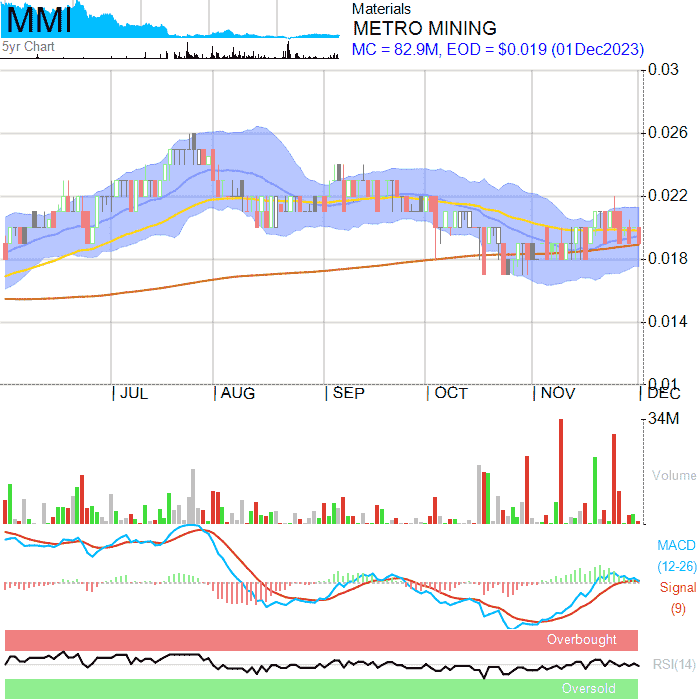 MMI
5yr Chart
Materials
METRO MINING
MC = 82.9M, EOD = $0.019 (01Dec2023)
0.03
0.026
0.022
0.018
0.014
0.01
JUL AUG SEP OCT NOV DEC
34M
Volume
MACD
(12-26)
Signal
(9)
Overbought
RSI(14)
Oversold